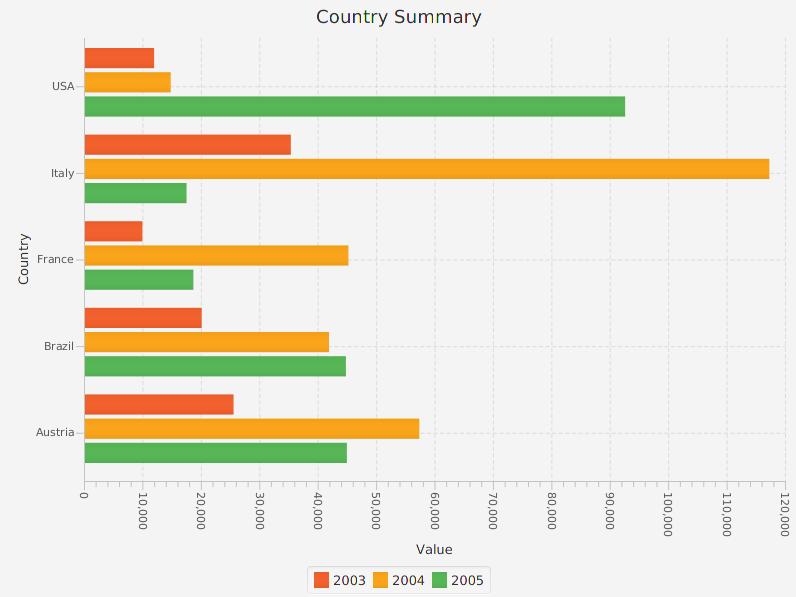 Country Summary
USA
Italy
France
Brazil
Austria
Country
0
10,000
20,000
30,000
40,000
50,000
60,000
70,000
80,000
90,000
100,000
110,000
120,000
Value
2003 2004 2005